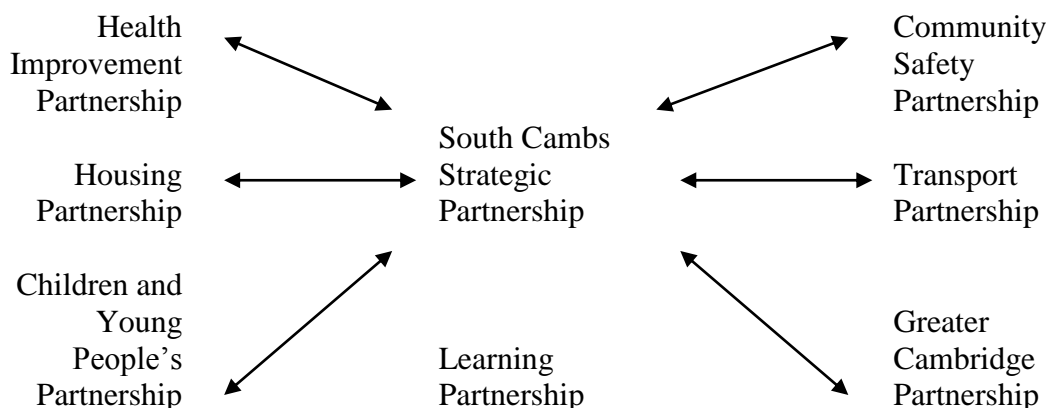 Health
Improvement
Partnership
Community
Safety
Partnership
South Cambs
Strategic
Partnership
Housing
Partnership
Transport
Partnership
Children and
Young
People's
Partnership
Learning
Partnership
Greater
Cambridge
Partnership